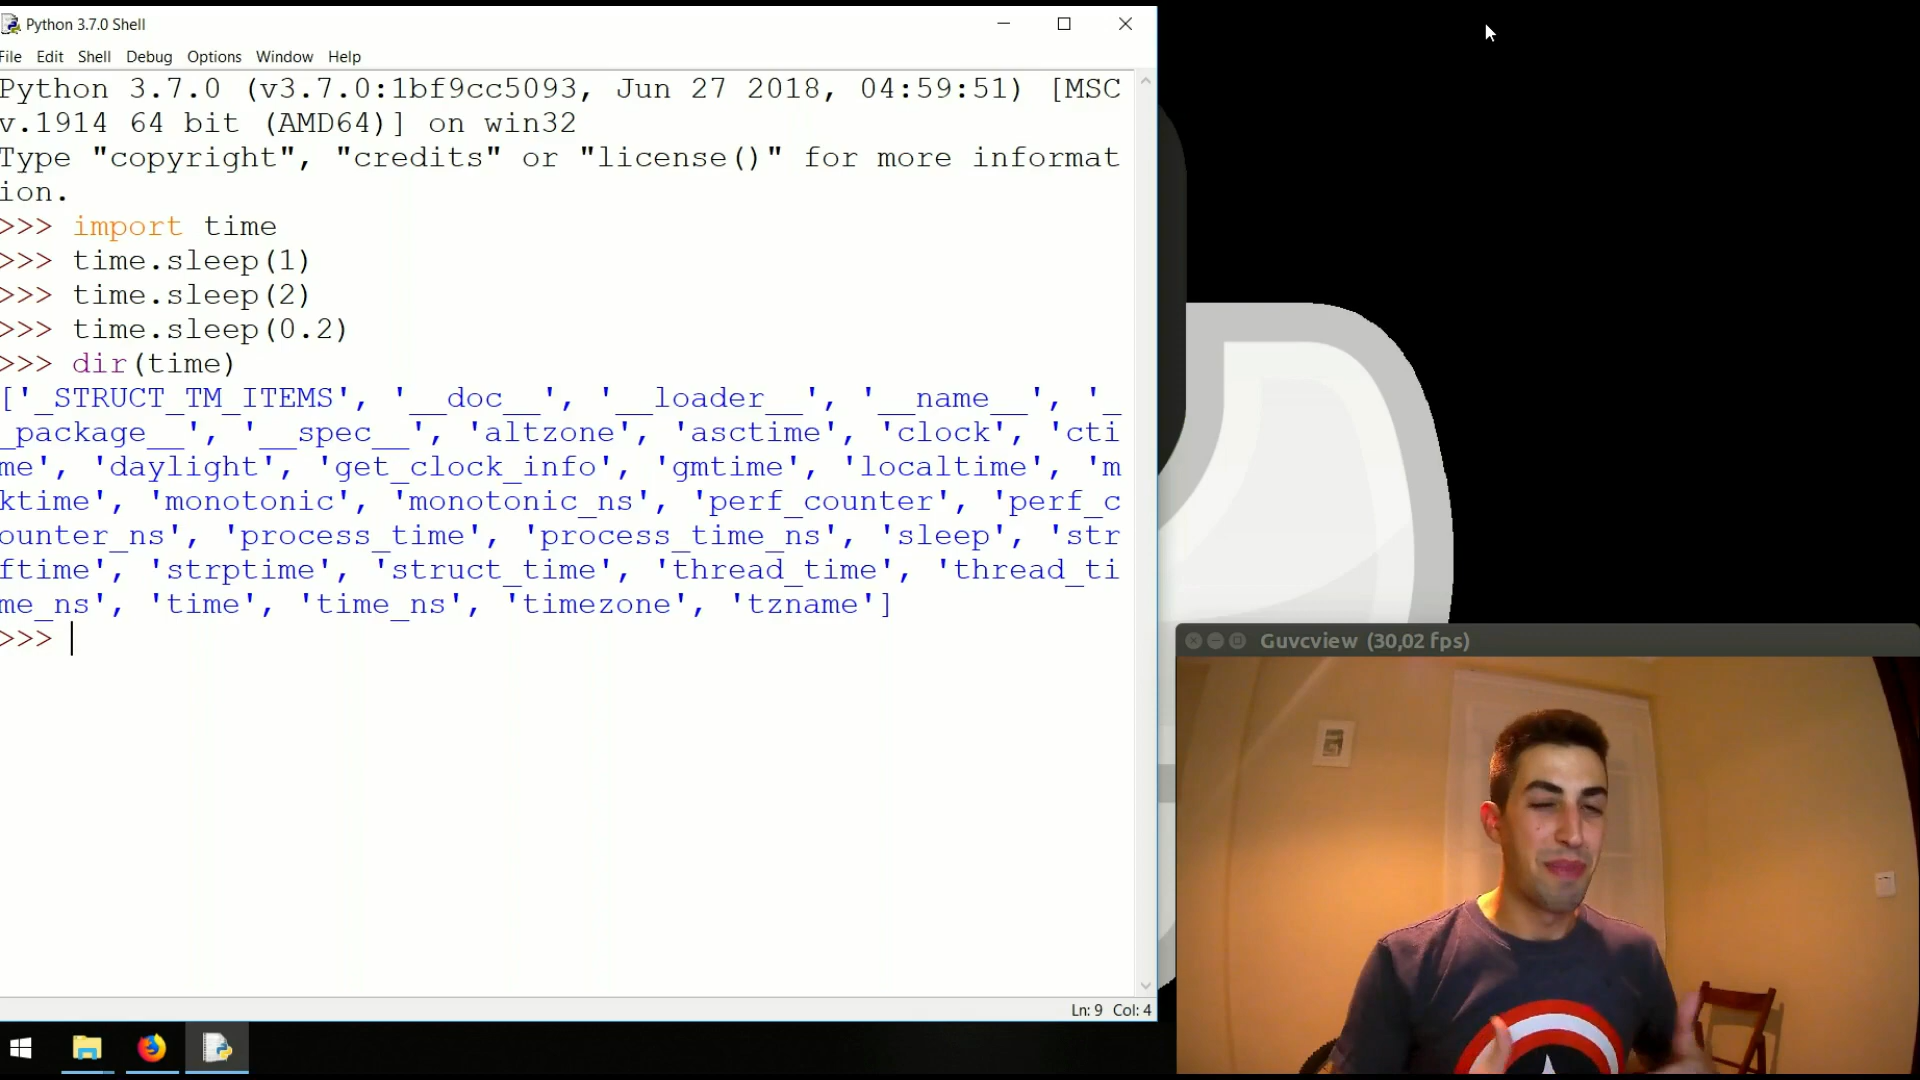 Python 3.7.0 Shell
File Edit Shell Debug Options Window Help
Python 3.7.0 (v3.7.0:1bf9cc5093, Jun 27 2018, 04:59:51) [MSC
v.1914 64 bit (AMD64)] on win32
Type "copyright", "credits" or "license()" for more informat
ion.
>>> import time
>>> time.sleep(1)
>>> time.sleep(2)
>>> time.sleep(0.2)
>>> dir(time)
['_STRUCT_TM_ITEMS', '__doc__', '__loader__', '__name__', '_
_package__', '__spec__', 'altzone', 'asctime', 'clock', 'cti
me', 'daylight', 'get_clock_info', 'gmtime', 'localtime', 'm
ktime', 'monotonic', 'monotonic_ns', 'perf_counter', 'perf_c
ounter_ns', 'process_time', 'process_time_ns', 'sleep', 'str
ftime', 'strptime', 'struct_time', 'thread_time', 'thread_ti
me_ns', 'time', 'time_ns', 'timezone', 'tzname']
>>>
Ln: 9 Col: 4
Guvcview (30,02 fps)